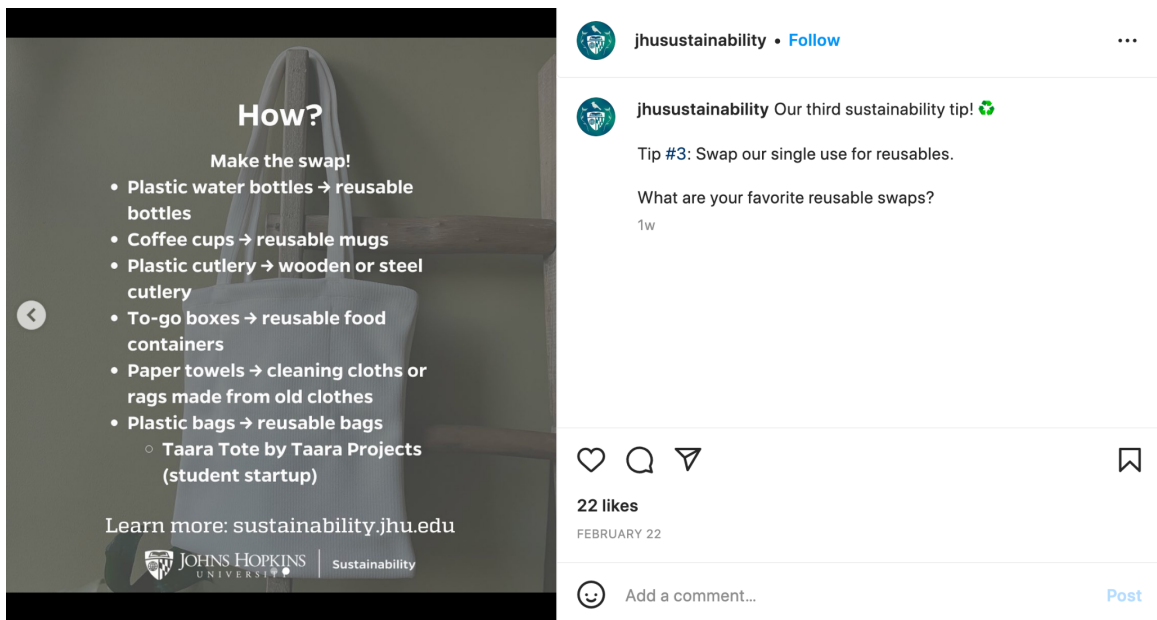 How?
Make the swap!
• Plastic water bottles → reusable
bottles
• Coffee cups → reusable mugs
• Plastic cutlery → wooden or steel
cutlery
• To-go boxes → reusable food
containers
• Paper towels → cleaning cloths or
rags made from old clothes
• Plastic bags → reusable bags
○ Taara Tote by Taara Projects
(student startup)
Learn more: sustainability.jhu.edu
JOHNS HOPKINS
UNIVERSITY
Sustainability
jhusustainability • Follow
jhusustainability Our third sustainability tip! ♻
Tip #3: Swap our single use for reusables.
What are your favorite reusable swaps?
1w
22 likes
FEBRUARY 22
Add a comment...
Post